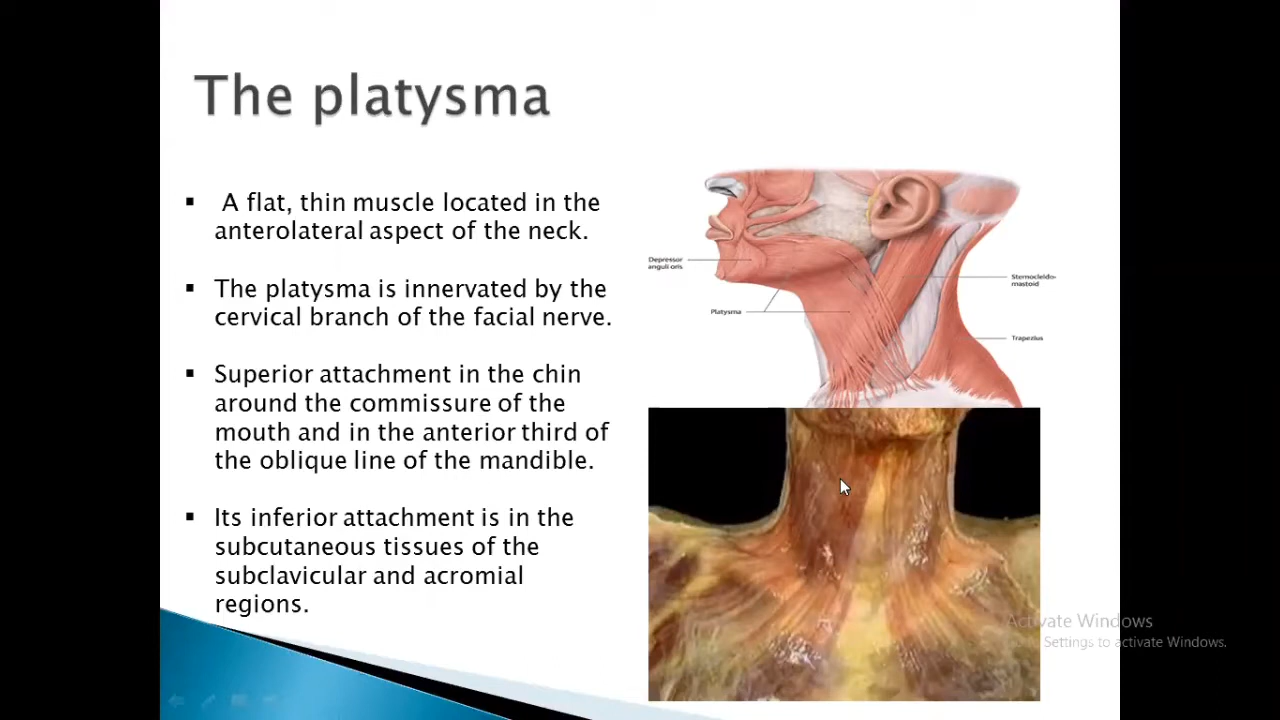 The platysma
▪ A flat, thin muscle located in the
anterolateral aspect of the neck.
▪ The platysma is innervated by the
cervical branch of the facial nerve.
▪ Superior attachment in the chin
around the commissure of the
mouth and in the anterior third of
the oblique line of the mandible.
▪ Its inferior attachment is in the
subcutaneous tissues of the
subclavicular and acromial
regions.
Depressor
anguli oris
Platysma
Sternocleido-
mastoid
Trapezius
Activate Windows
Settings to activate Windows.